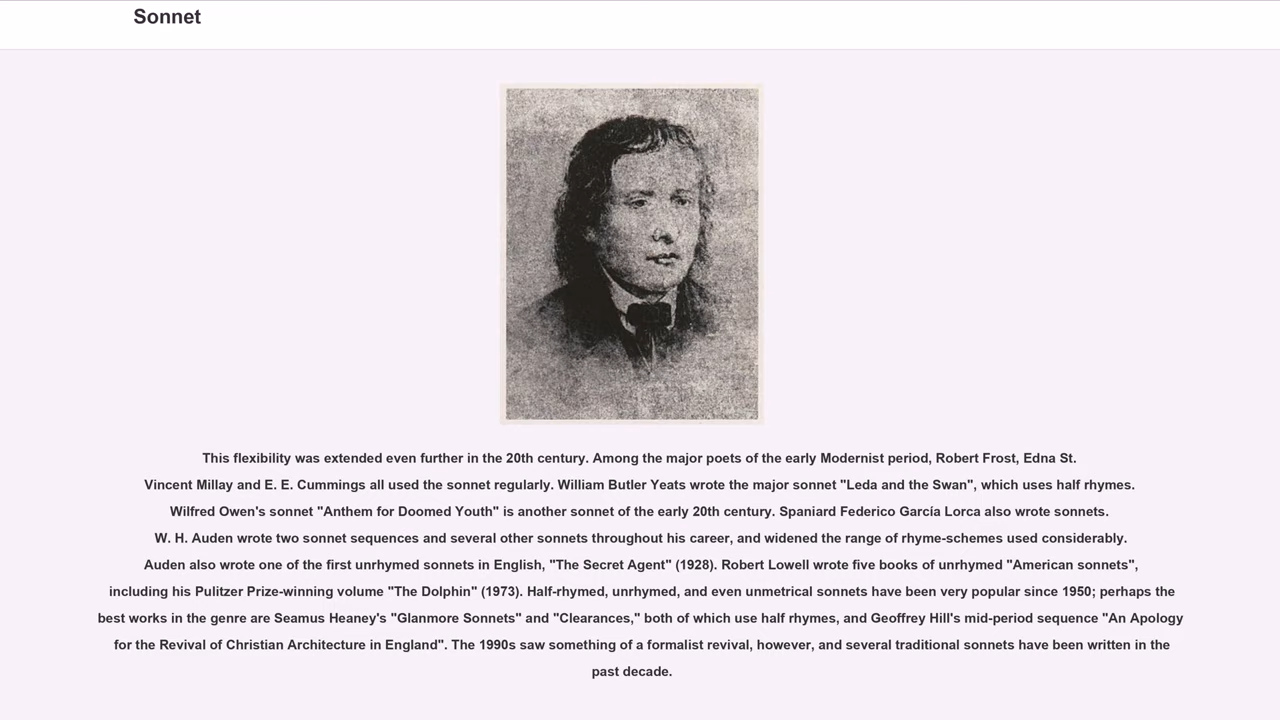 Sonnet
This flexibility was extended even further in the 20th century. Among the major poets of the early Modernist period, Robert Frost, Edna St.
Vincent Millay and E. E. Cummings all used the sonnet regularly. William Butler Yeats wrote the major sonnet "Leda and the Swan", which uses half rhymes.
Wilfred Owen's sonnet "Anthem for Doomed Youth" is another sonnet of the early 20th century. Spaniard Federico García Lorca also wrote sonnets.
W. H. Auden wrote two sonnet sequences and several other sonnets throughout his career, and widened the range of rhyme-schemes used considerably.
Auden also wrote one of the first unrhymed sonnets in English, "The Secret Agent" (1928). Robert Lowell wrote five books of unrhymed "American sonnets",
including his Pulitzer Prize-winning volume "The Dolphin" (1973). Half-rhymed, unrhymed, and even unmetrical sonnets have been very popular since 1950; perhaps the
best works in the genre are Seamus Heaney's "Glanmore Sonnets" and "Clearances," both of which use half rhymes, and Geoffrey Hill's mid-period sequence "An Apology
for the Revival of Christian Architecture in England". The 1990s saw something of a formalist revival, however, and several traditional sonnets have been written in the
past decade.